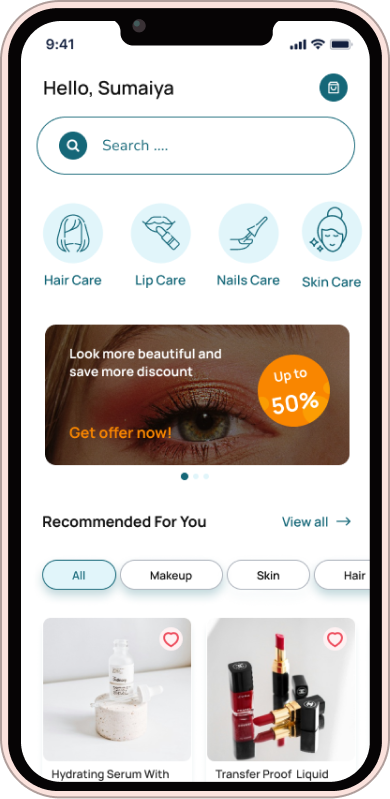 9:41
Hello, Sumaiya
Search ....
Hair Care
Lip Care
Nails Care
Skin Care
Look more beautiful and
save more discount
Up to
50%
Get offer now!
Recommended For You
View all
All
Makeup
Skin
Hair
Hydrating Serum With
Transfer Proof Liquid